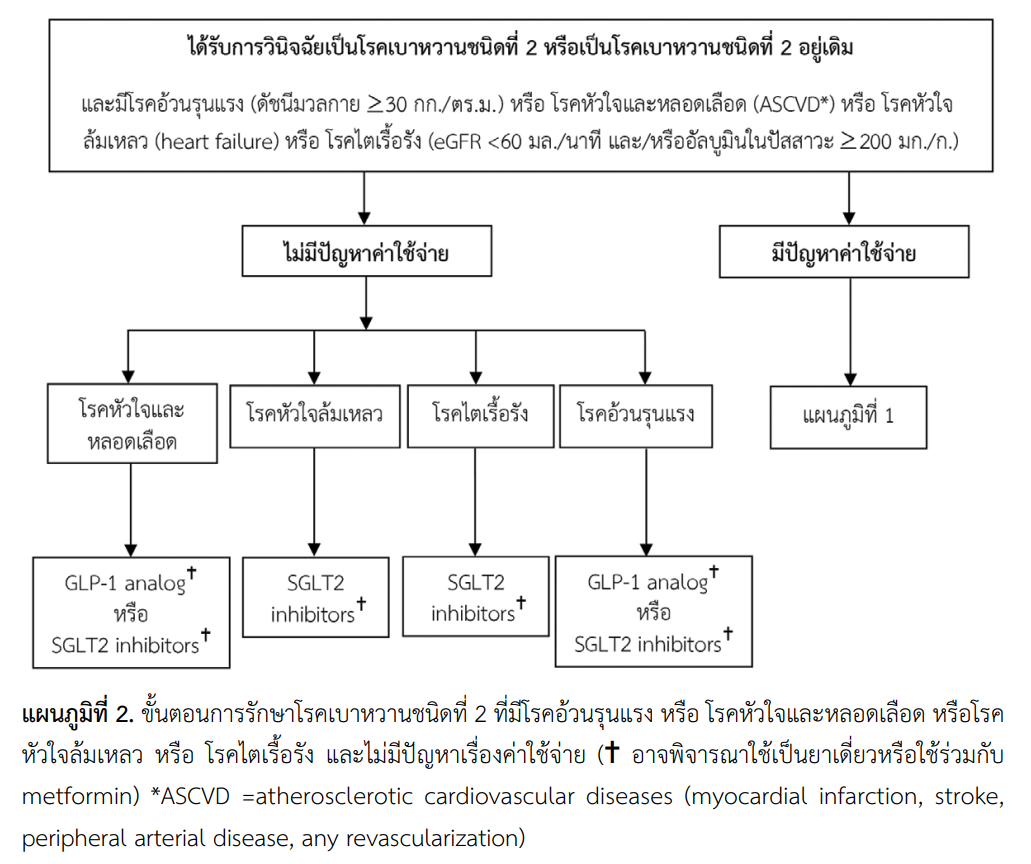 ได้รับการวินิจฉัยเป็นโรคเบาหวานชนิดที่ 2 หรือเป็นโรคเบาหวานชนิดที่ 2 อยู่เดิม
และมีโรคอ้วนรุนแรง (ดัชนีมวลกาย ≥30 กก./ตร.ม.) หรือ โรคหัวใจและหลอดเลือด (ASCVD*) หรือ โรคหัวใจ
ล้มเหลว (heart failure) หรือ โรคไตเรื้อรัง (eGFR <60 มล./นาที และ/หรืออัลบูมินในปัสสาวะ ≥200 มก./ก.)
ไม่มีปัญหาค่าใช้จ่าย
มีปัญหาค่าใช้จ่าย
โรคหัวใจและ
หลอดเลือด
โรคหัวใจล้มเหลว
โรคไตเรื้อรัง
โรคอ้วนรุนแรง
แผนภูมิที่ 1
GLP-1 analog✝
หรือ
SGLT2 inhibitors✝
SGLT2
inhibitors✝
SGLT2
inhibitors✝
GLP-1 analog✝
หรือ
SGLT2 inhibitors✝
แผนภูมิที่ 2. ขั้นตอนการรักษาโรคเบาหวานชนิดที่ 2 ที่มีโรคอ้วนรุนแรง หรือ โรคหัวใจและหลอดเลือด หรือโรค
หัวใจล้มเหลว หรือ โรคไตเรื้อรัง และไม่มีปัญหาเรื่องค่าใช้จ่าย (✝ อาจพิจารณาใช้เป็นยาเดี่ยวหรือใช้ร่วมกับ
metformin) *ASCVD =atherosclerotic cardiovascular diseases (myocardial infarction, stroke,
peripheral arterial disease, any revascularization)